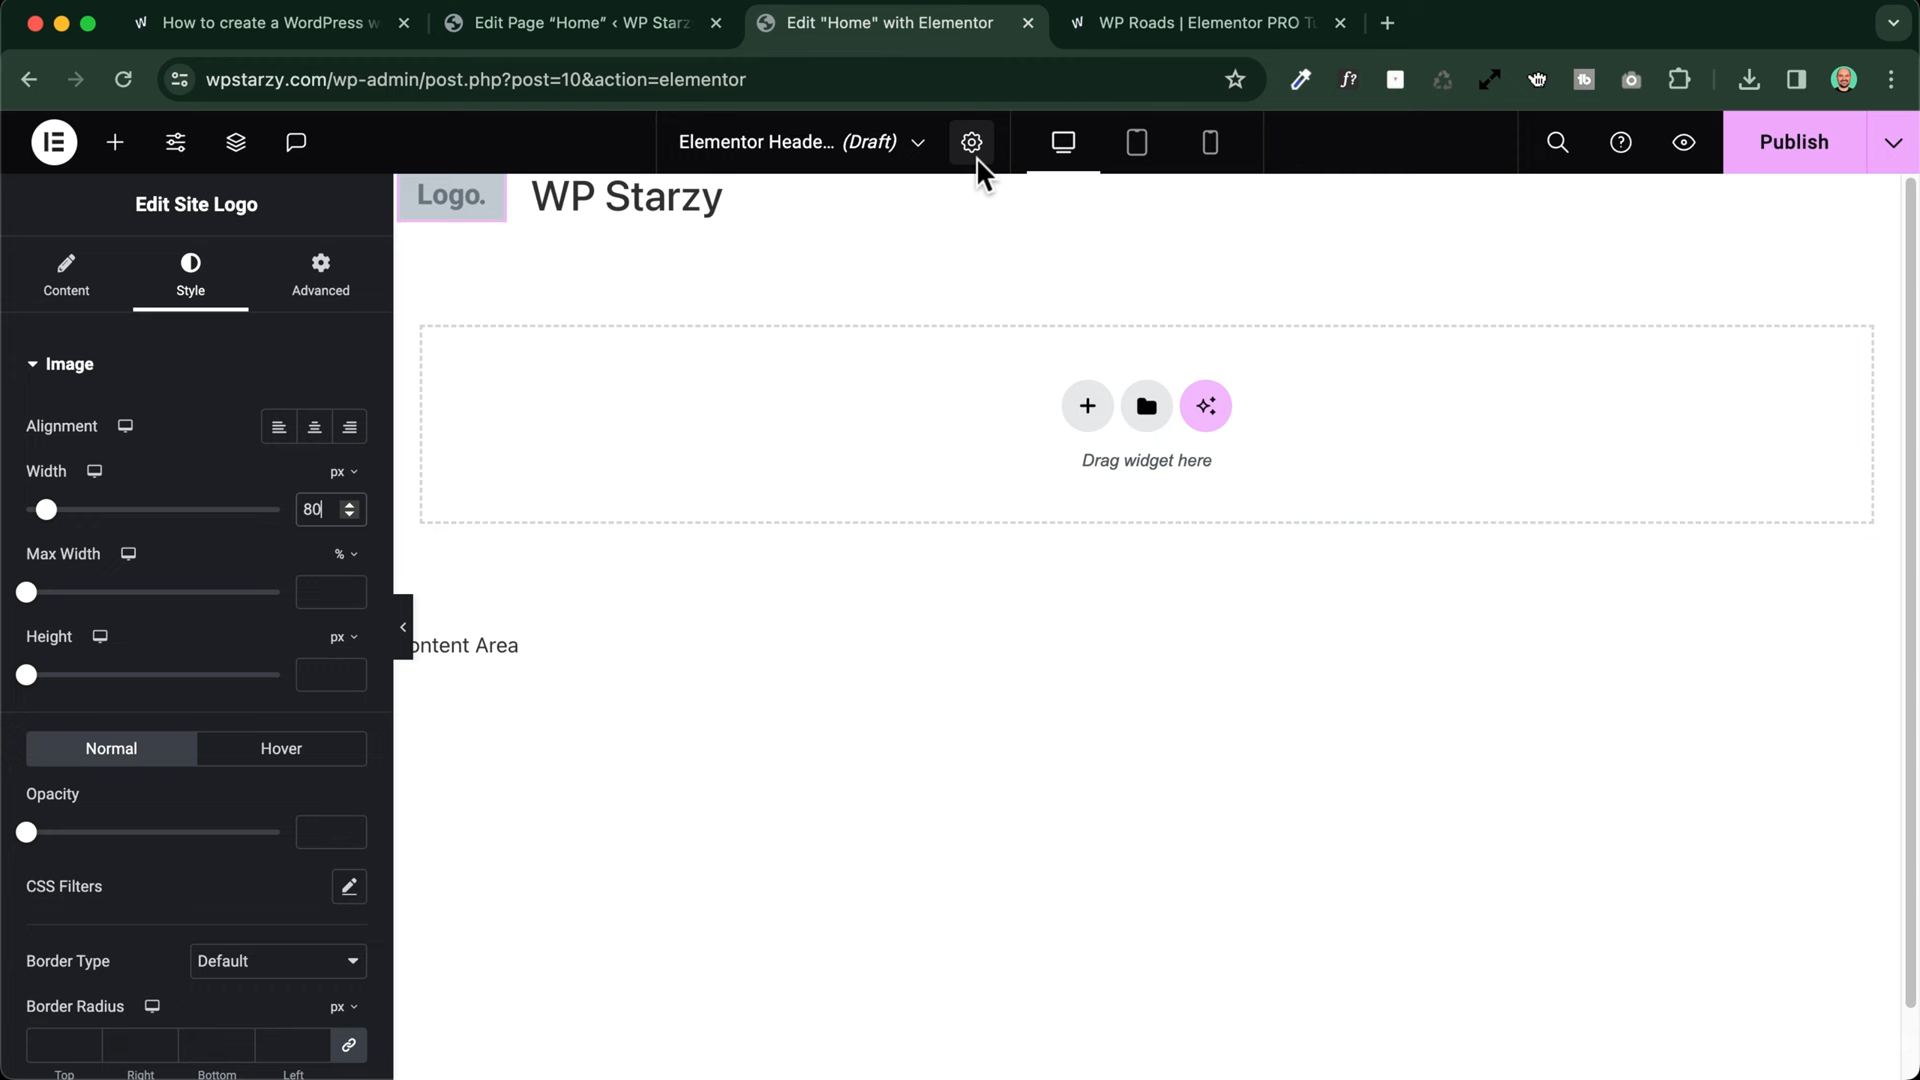 How to create a WordPress w
Edit Page “Home” ‹ WP Starz
Edit "Home" with Elementor
WP Roads | Elementor PRO Tu
wpstarzy.com/wp-admin/post.php?post=10&action=elementor
Elementor Heade... (Draft)
Publish
Edit Site Logo
Logo.
WP Starzy
Content
Style
Advanced
Image
Alignment
Width
px
80
Drag widget here
Max Width
%
Height
px
ontent Area
Normal
Hover
Opacity
CSS Filters
Border Type
Default
Border Radius
px
Top
Right
Bottom
Left